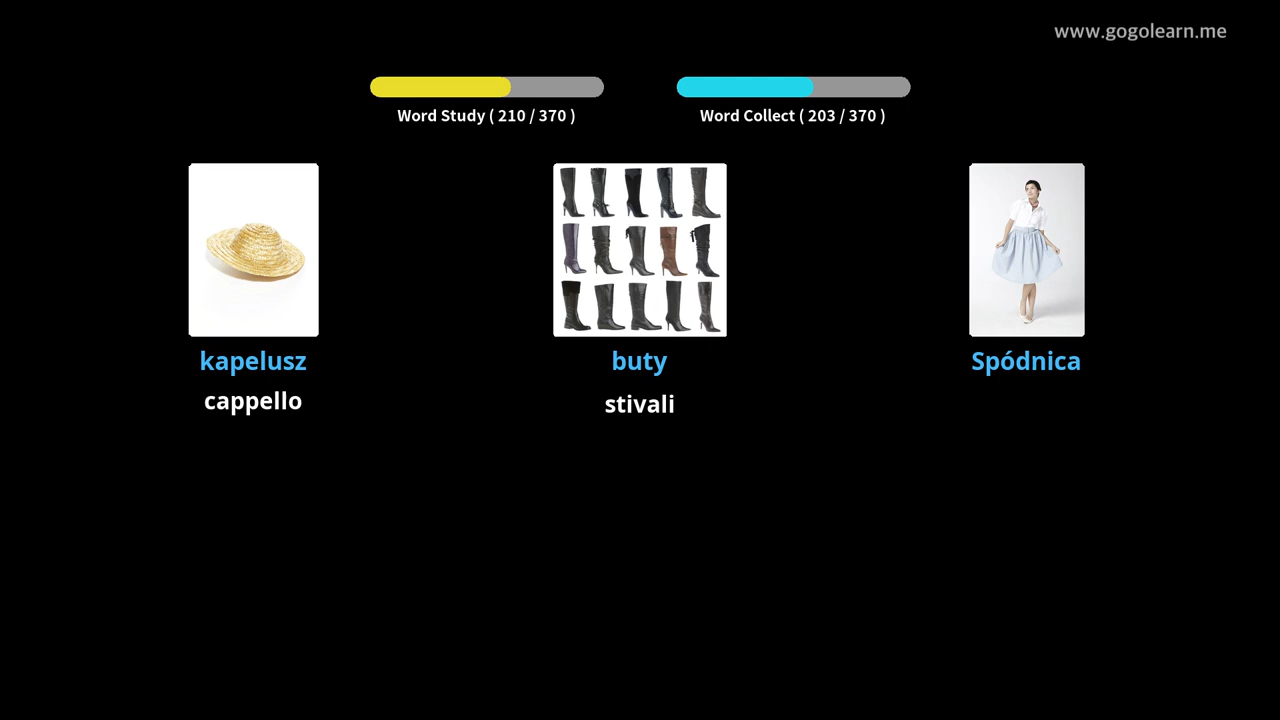 www.gogolearn.me
Word Study ( 210 / 370 )
Word Collect ( 203 / 370 )
kapelusz
cappello
buty
stivali
Spódnica